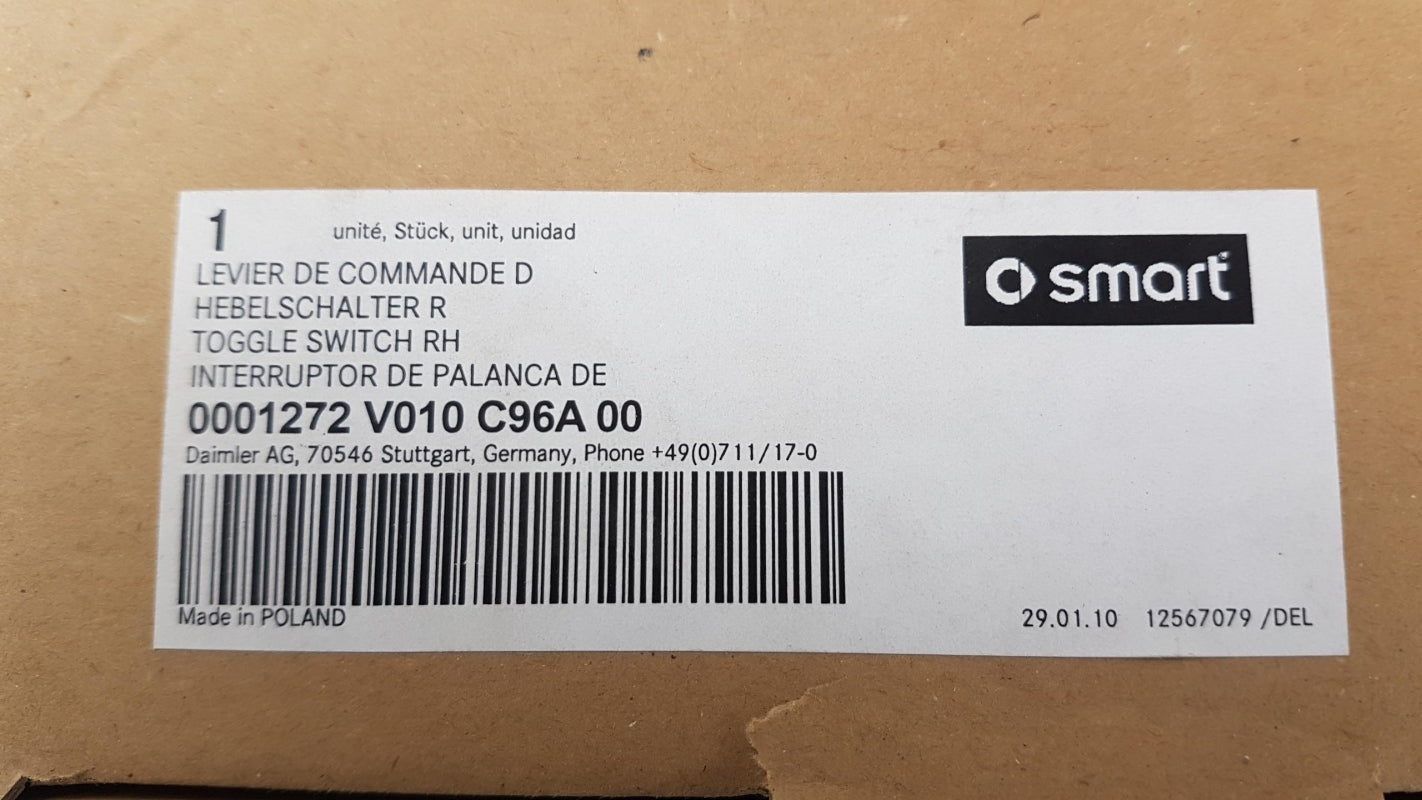 1 unité, Stück, unit, unidad
smart
LEVIER DE COMMANDE D
HEBELSCHALTER R
TOGGLE SWITCH RH
INTERRUPTOR DE PALANCA DE
0001272 V010 C96A 00
Daimler AG, 70546 Stuttgart, Germany, Phone +49(0)711/17-0
Made in POLAND
29.01.10 12567079 /DEL